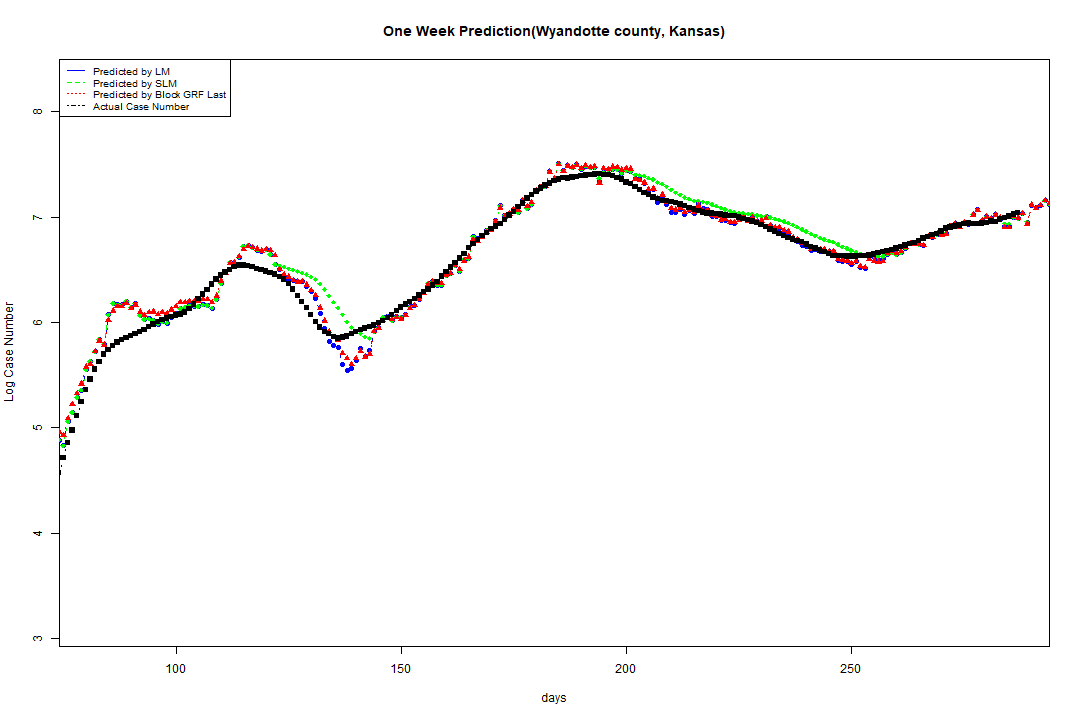 One Week Prediction(Wyandotte county, Kansas)
Predicted by LM
Predicted by SLM
Predicted by Block GRF Last
Actual Case Number
8
7
6
5
4
3
Log Case Number
100 150 200 250
days